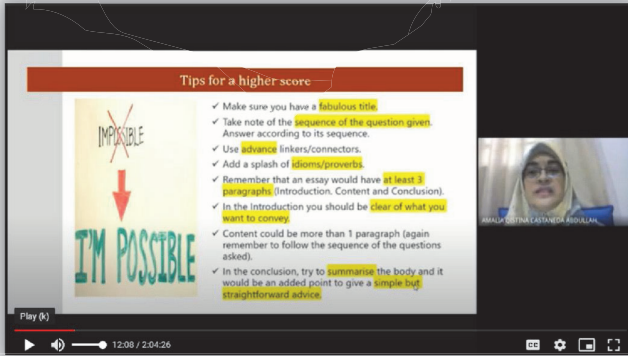 Tips for a higher score
IMPOSSIBLE
I'M POSSIBLE
✓ Make sure you have a fabulous title.
✓ Take note of the sequence of the question given.
Answer according to its sequence.
✓ Use advance linkers/connectors.
✓ Add a splash of idioms/proverbs.
✓ Remember that an essay would have at least 3
paragraphs (Introduction, Content and Conclusion).
✓ In the Introduction you should be clear of what you
want to convey.
✓ Content could be more than 1 paragraph (again
remember to follow the sequence of the questions
asked).
✓ In the conclusion, try to summarise the body and it
would be an added point to give a simple but
straightforward advice.
CASTANEDA ABDULLAH
Play (k)
12:08 / 2:04:26
CC